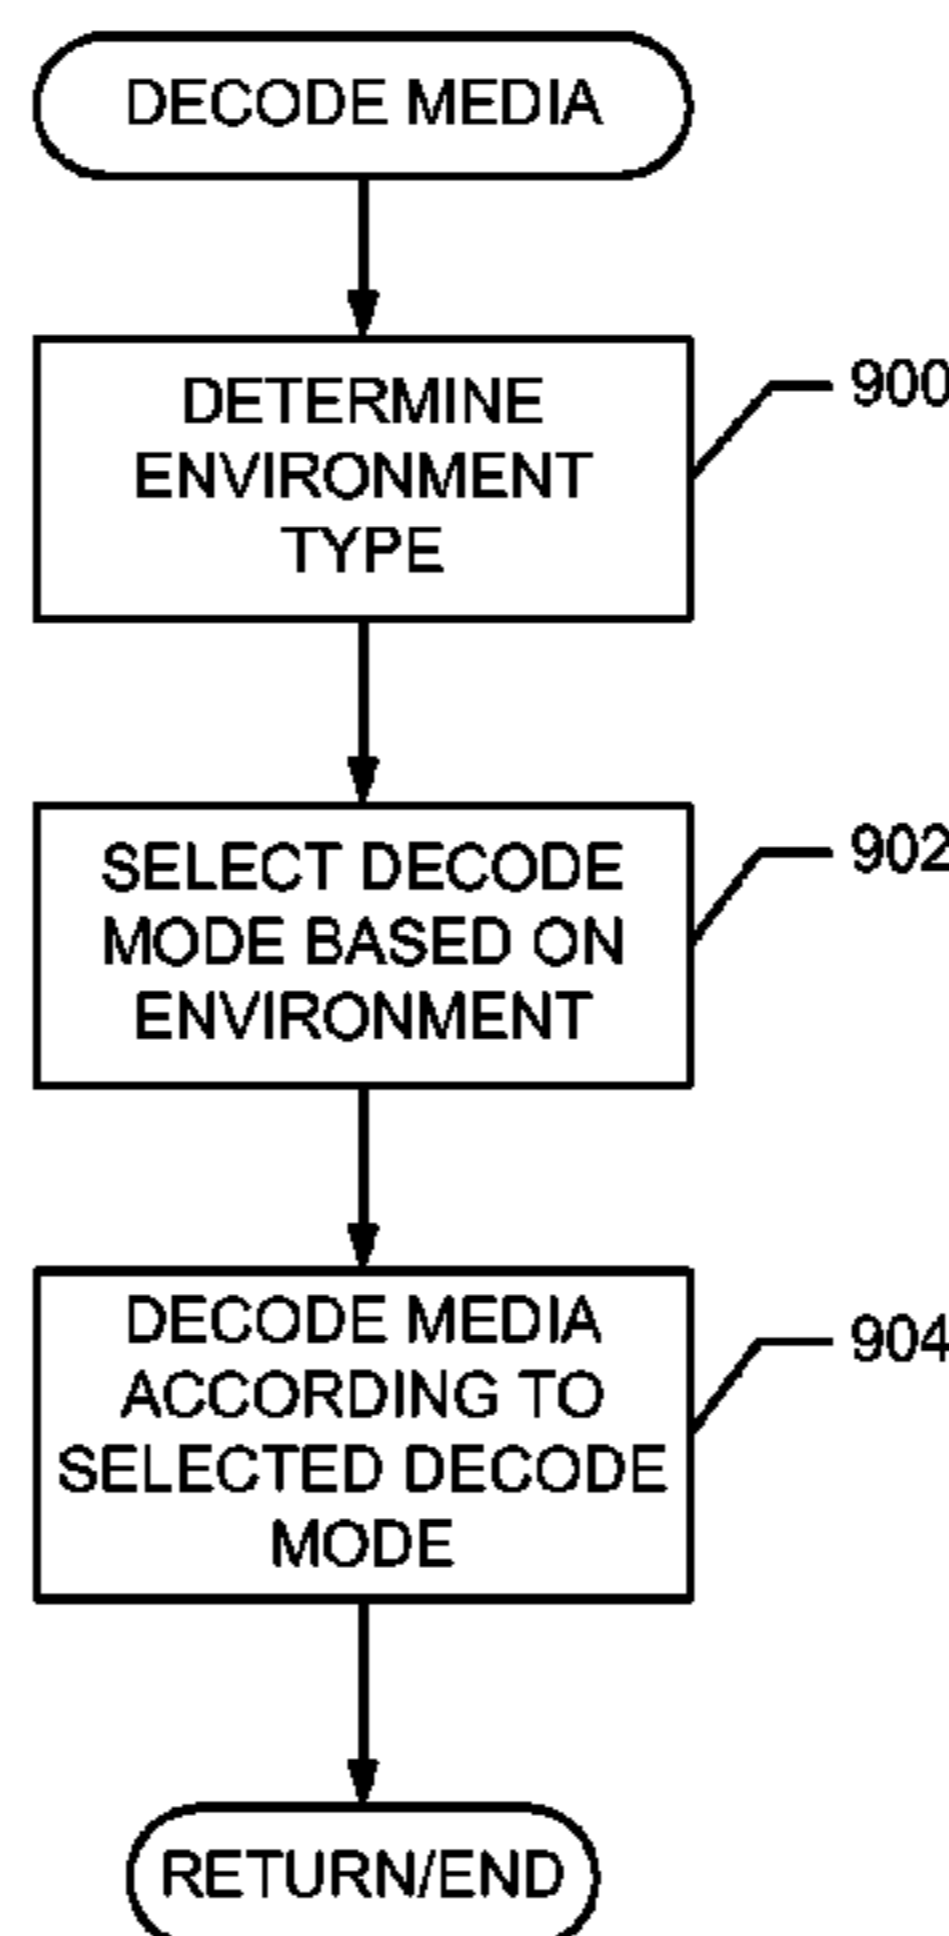 DECODE MEDIA
DETERMINE
ENVIRONMENT
TYPE
900
SELECT DECODE
MODE BASED ON
ENVIRONMENT
902
DECODE MEDIA
ACCORDING TO
SELECTED DECODE
MODE
904
RETURN/END